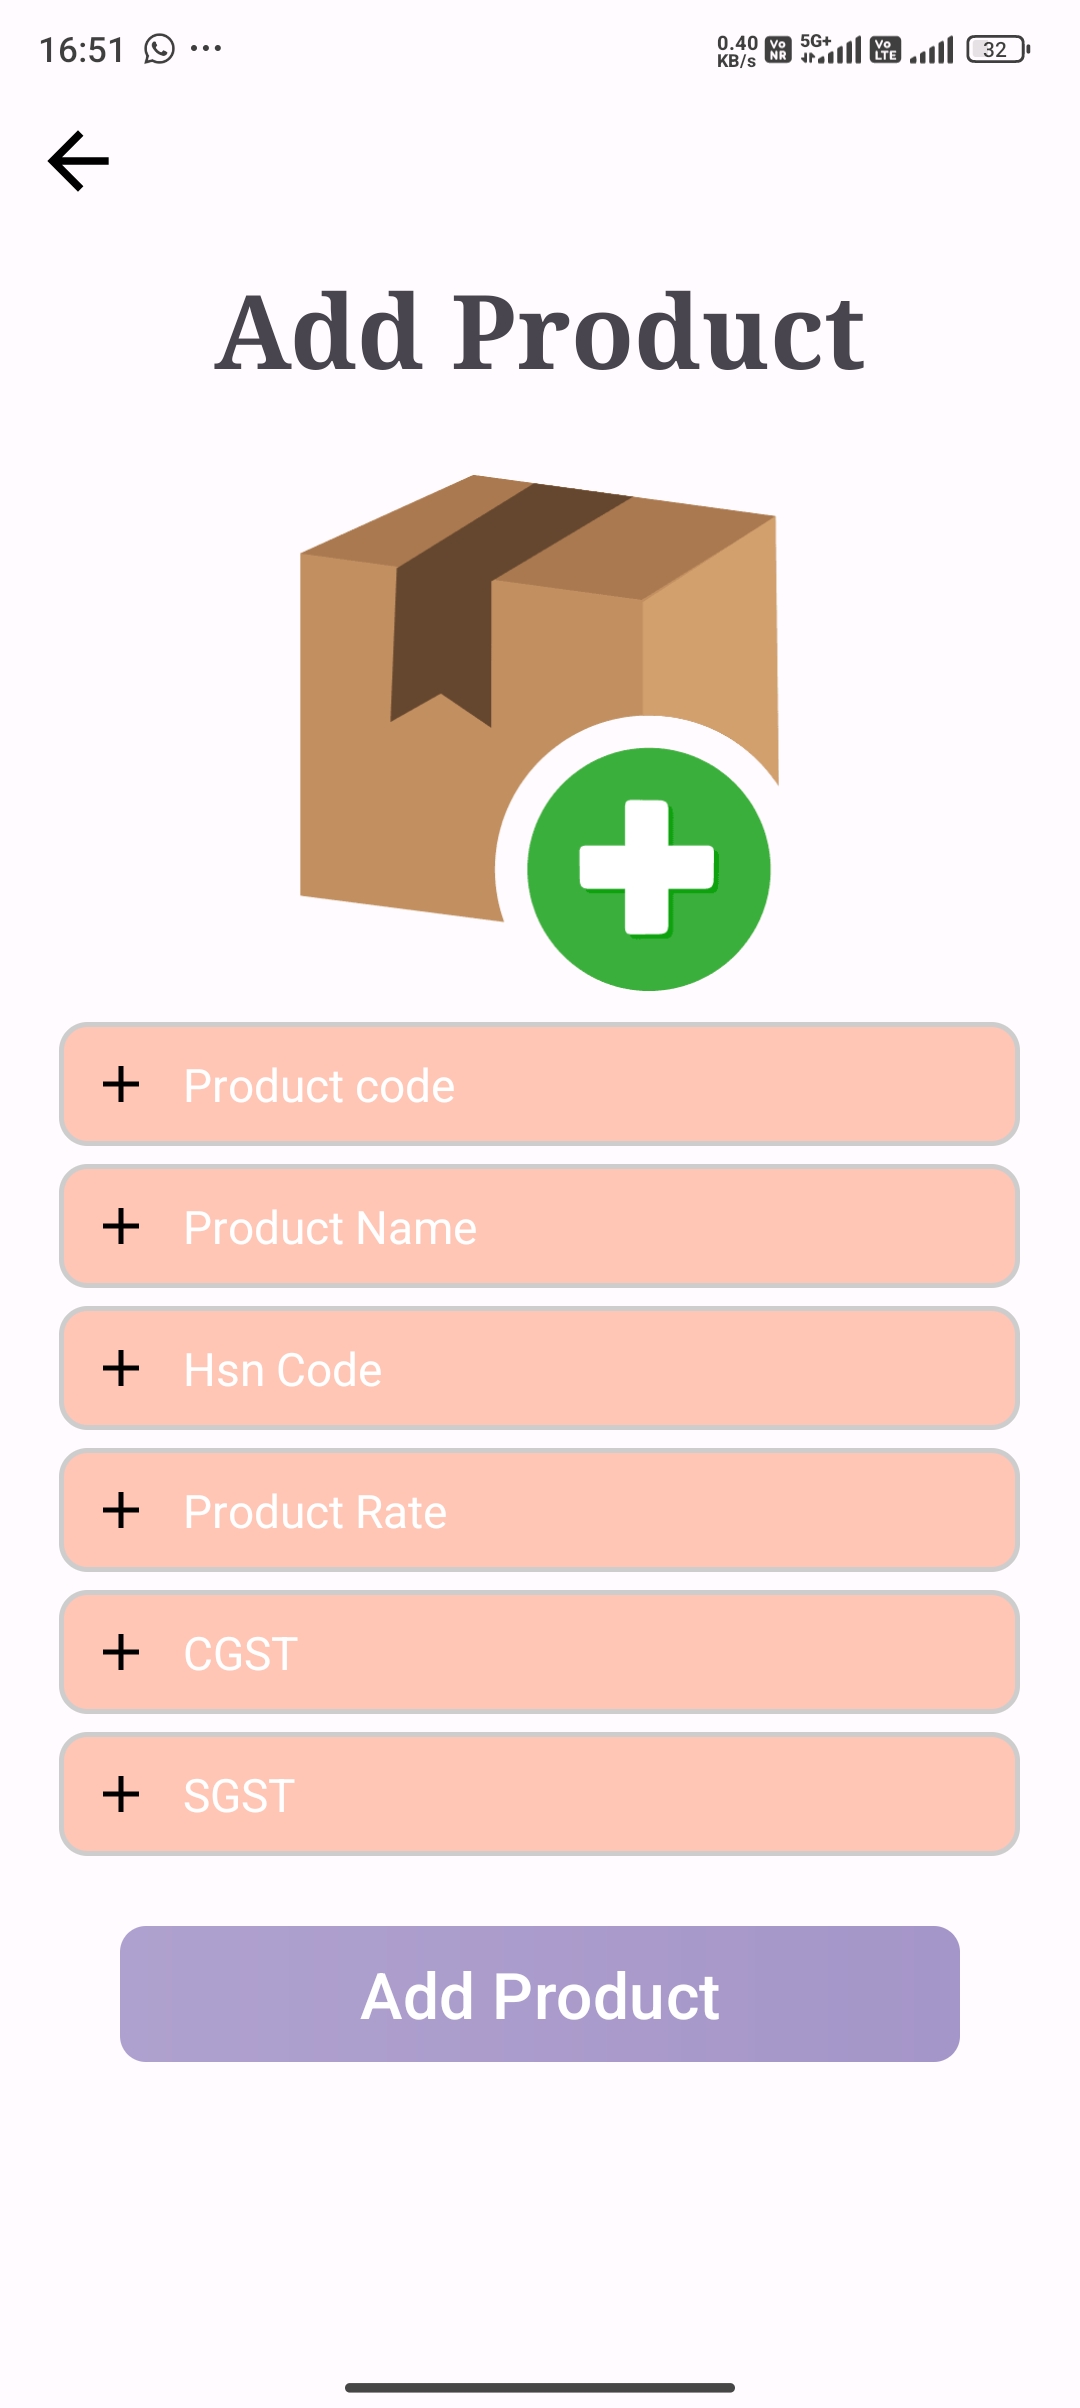 16:51 ... 0.40 KB/s Vo NR 5G+ Vo LTE 32
Add Product
Product code
Product Name
Hsn Code
Product Rate
CGST
SGST
Add Product